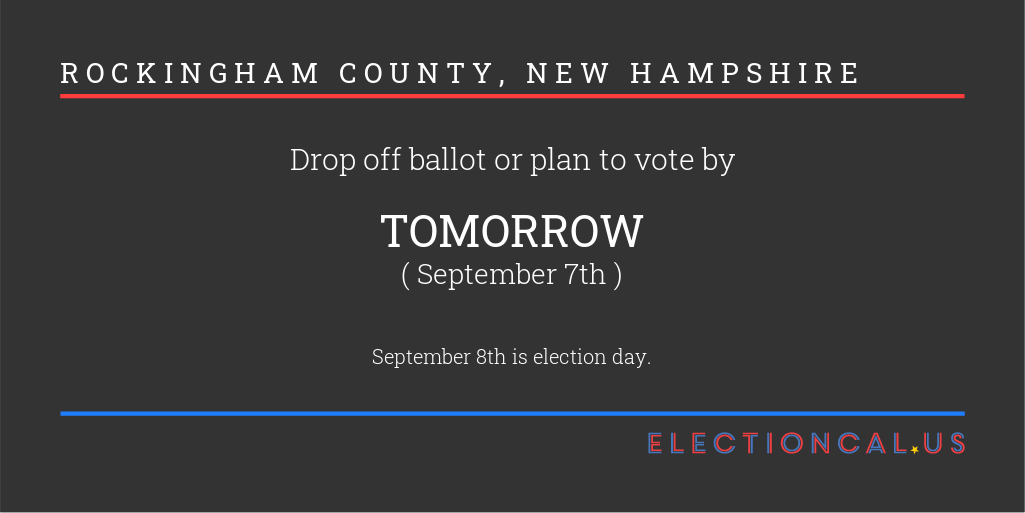 ROCKINGHAM COUNTY, NEW HAMPSHIRE
Drop off ballot or plan to vote by
TOMORROW
( September 7th )
September 8th is election day.
ELECTIONCAL.US